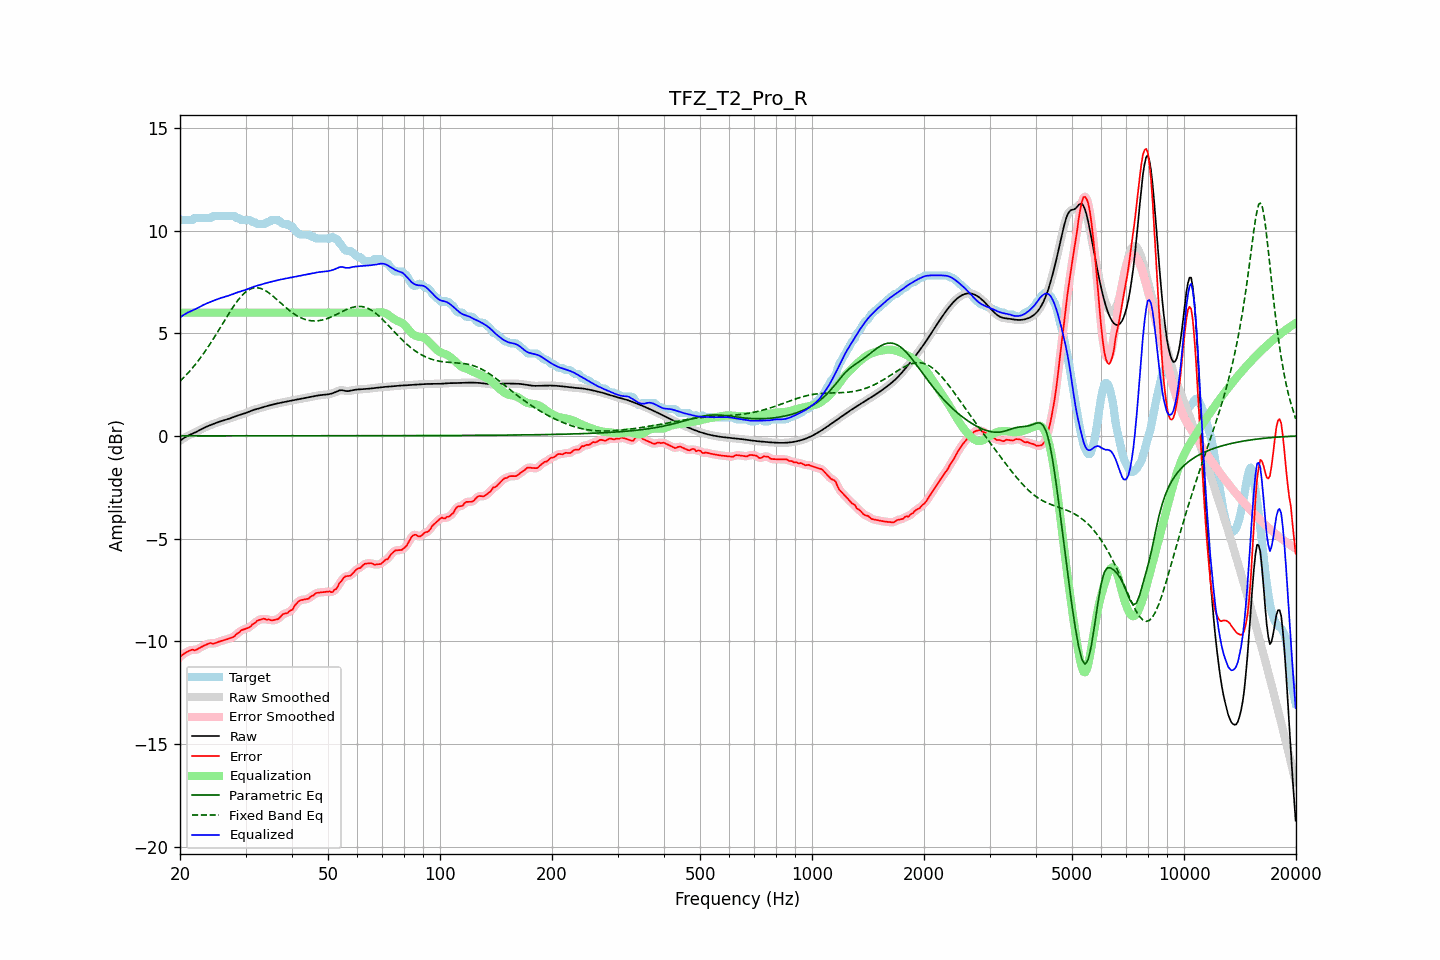 TFZ_T2_Pro_R
15
10
5
0
−5
−10
−15
−20
Amplitude (dBr)
Target
Raw Smoothed
Error Smoothed
Raw
Error
Equalization
Parametric Eq
Fixed Band Eq
Equalized
20 50 100 200 500 1000 2000 5000 10000 20000
Frequency (Hz)